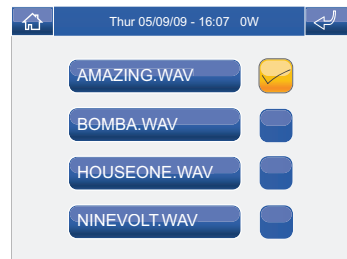 Thur 05/09/09 - 16:07 0W
AMAZING.WAV
BOMBA.WAV
HOUSEONE.WAV
NINEVOLT.WAV